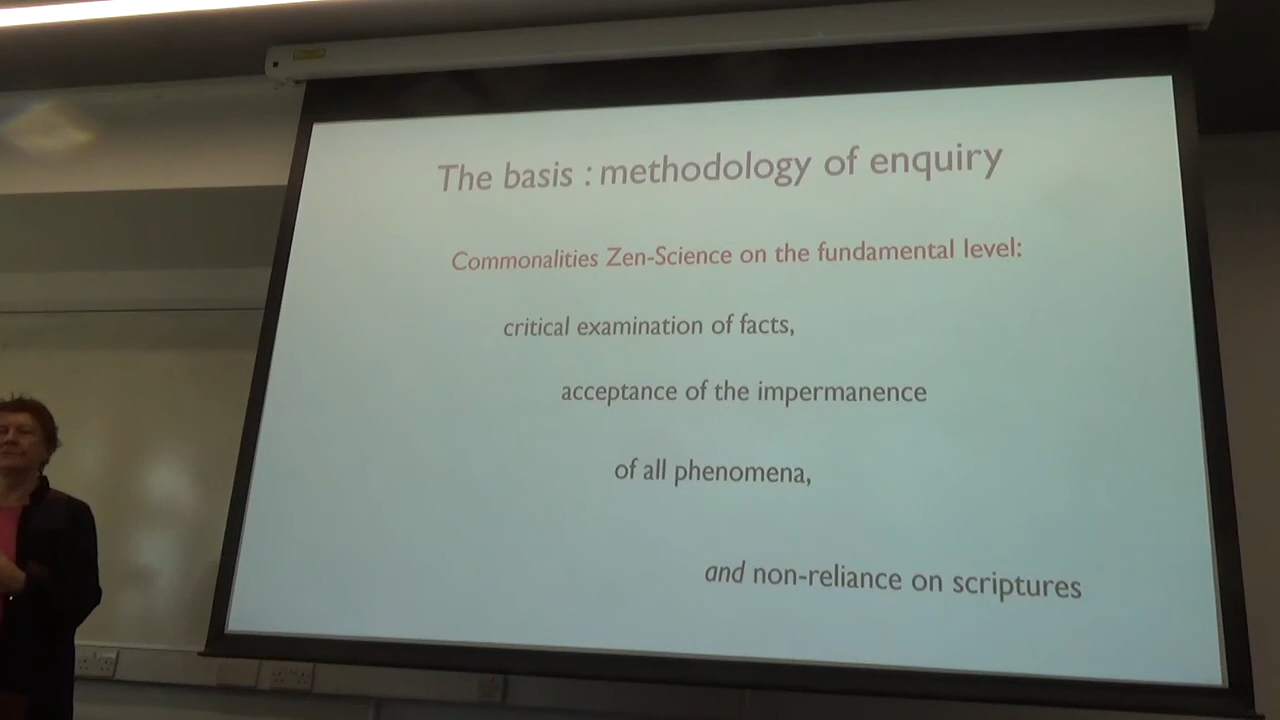 The basis : methodology of enquiry
Commonalities Zen-Science on the fundamental level:
critical examination of facts,
acceptance of the impermanence
of all phenomena,
and non-reliance on scriptures